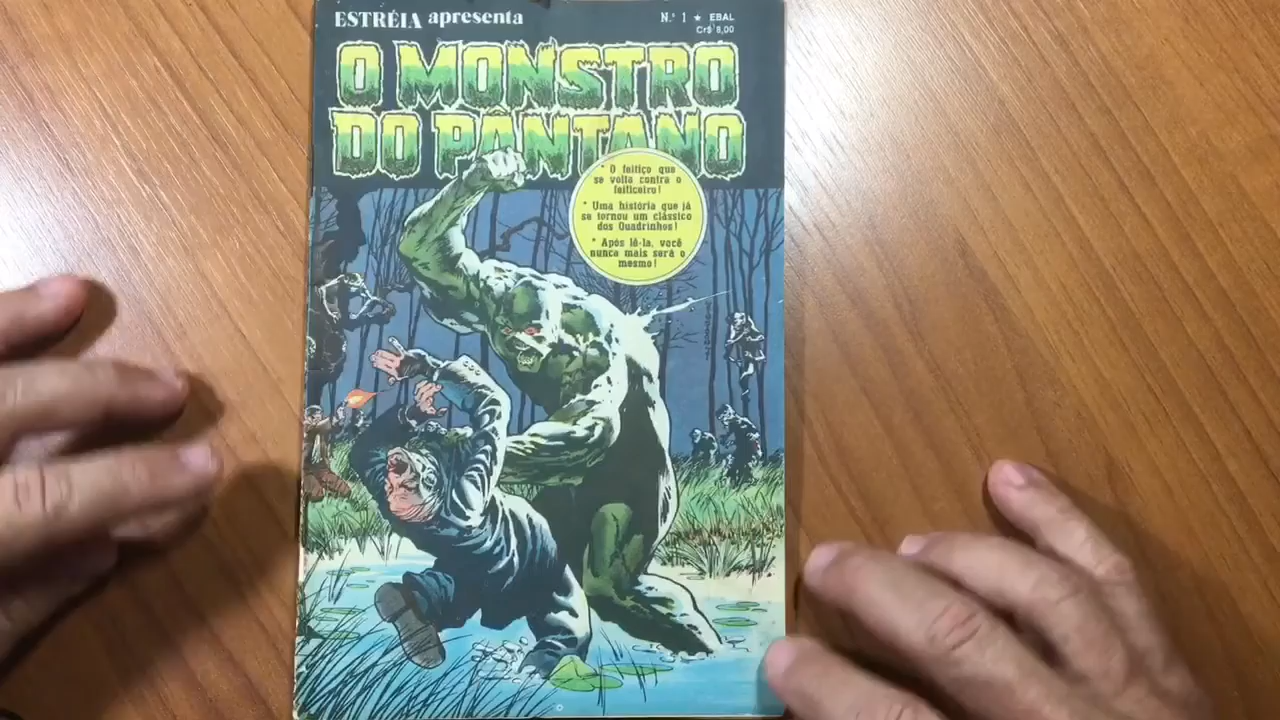 ESTRÉIA apresenta
N.º 1 ★ EBAL
Cr$ 8,00
O MONSTRO
DO PÂNTANO
* O feitiço que
se volta contra o
feiticeiro!
* Uma história que já
se tornou um clássico
dos Quadrinhos!
* Após lê-la, você
nunca mais será o
mesmo!